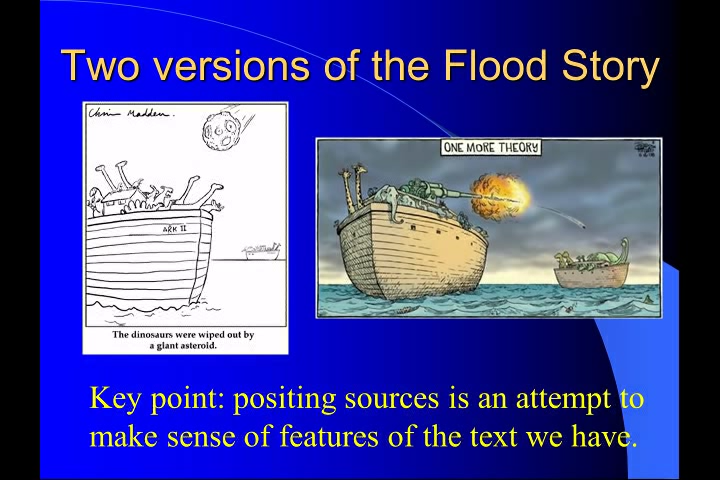 Two versions of the Flood Story
Chris Madden.
ARK II
The dinosaurs were wiped out by
a giant asteroid.
ONE MORE THEORY
Key point: positing sources is an attempt to
make sense of features of the text we have.